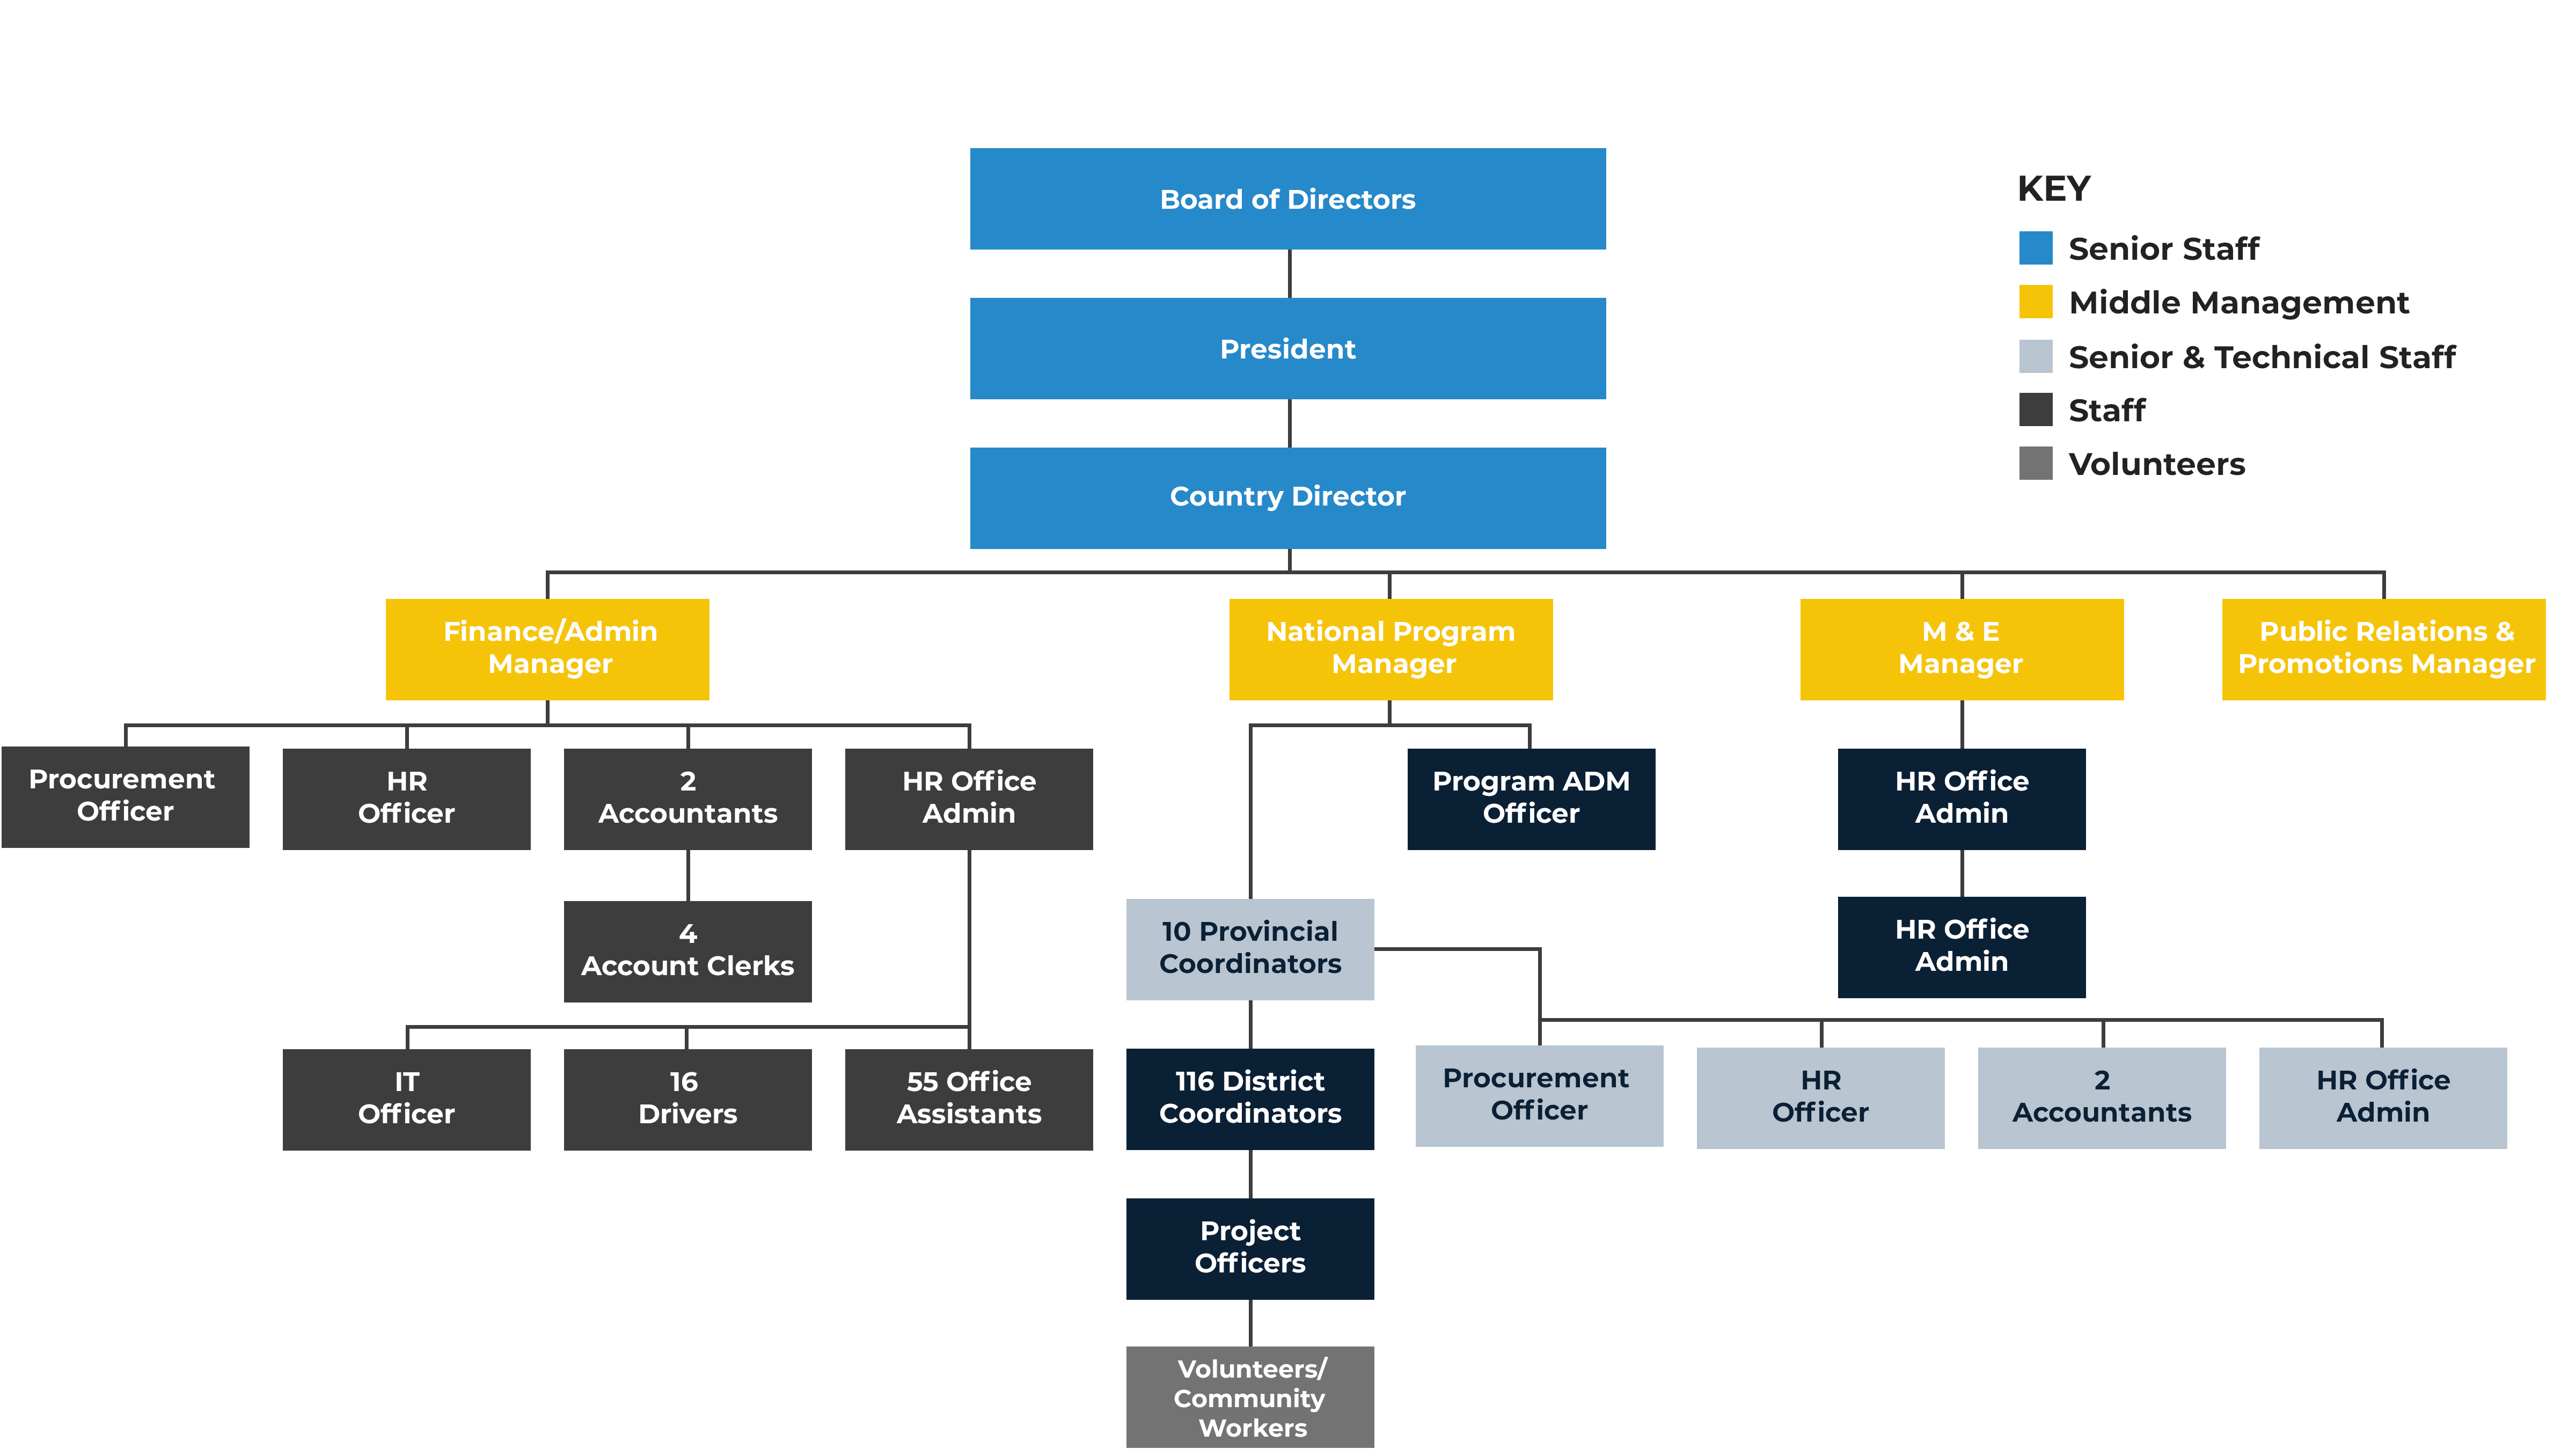 Board of Directors
President
Country Director
KEY
Senior Staff
Middle Management
Senior & Technical Staff
Staff
Volunteers
Finance/Admin
Manager
National Program
Manager
M & E
Manager
Public Relations &
Promotions Manager
Procurement
Officer
HR
Officer
2
Accountants
HR Office
Admin
Program ADM
Officer
HR Office
Admin
4
Account Clerks
10 Provincial
Coordinators
HR Office
Admin
IT
Officer
16
Drivers
55 Office
Assistants
116 District
Coordinators
Procurement
Officer
HR
Officer
2
Accountants
HR Office
Admin
Project
Officers
Volunteers/
Community
Workers